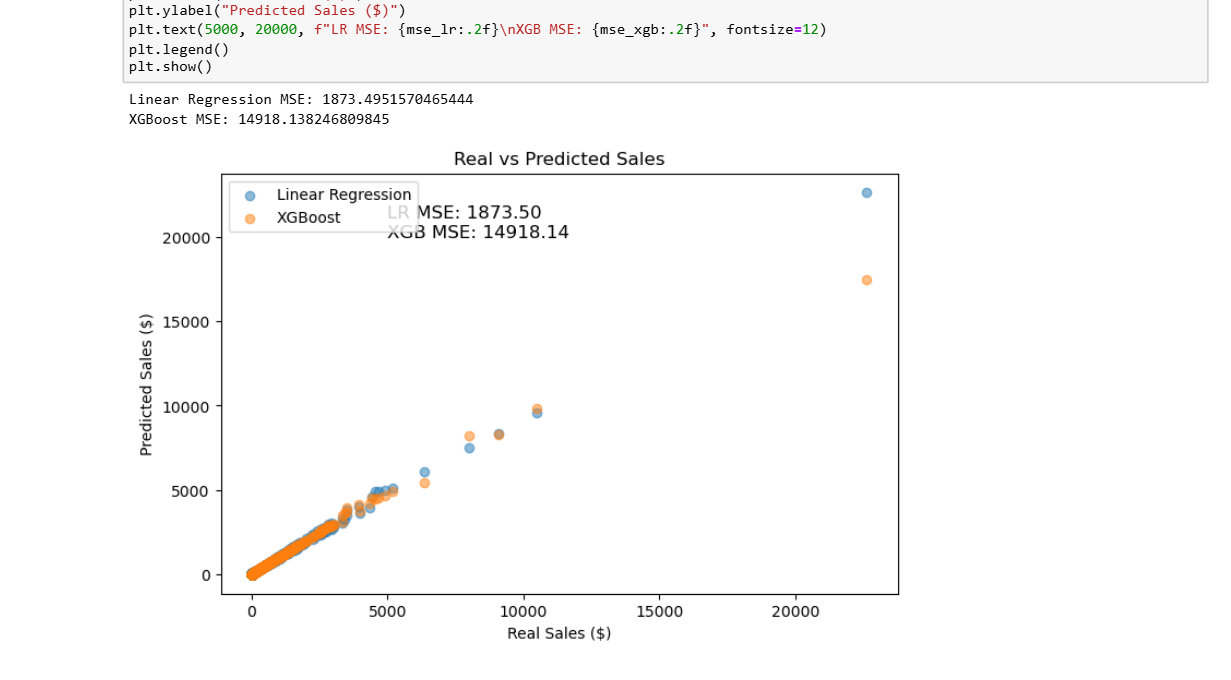 plt.ylabel("Predicted Sales ($)")
plt.text(5000, 20000, f"LR MSE: {mse_lr:.2f}\nXGB MSE: {mse_xgb:.2f}", fontsize=12)
plt.legend()
plt.show()
Linear Regression MSE: 1873.4951570465444
XGBoost MSE: 14918.138246809845
Real vs Predicted Sales
Linear Regression
XGBoost
LR MSE: 1873.50
XGB MSE: 14918.14
20000
15000
10000
5000
0
Predicted Sales ($)
0 5000 10000 15000 20000
Real Sales ($)